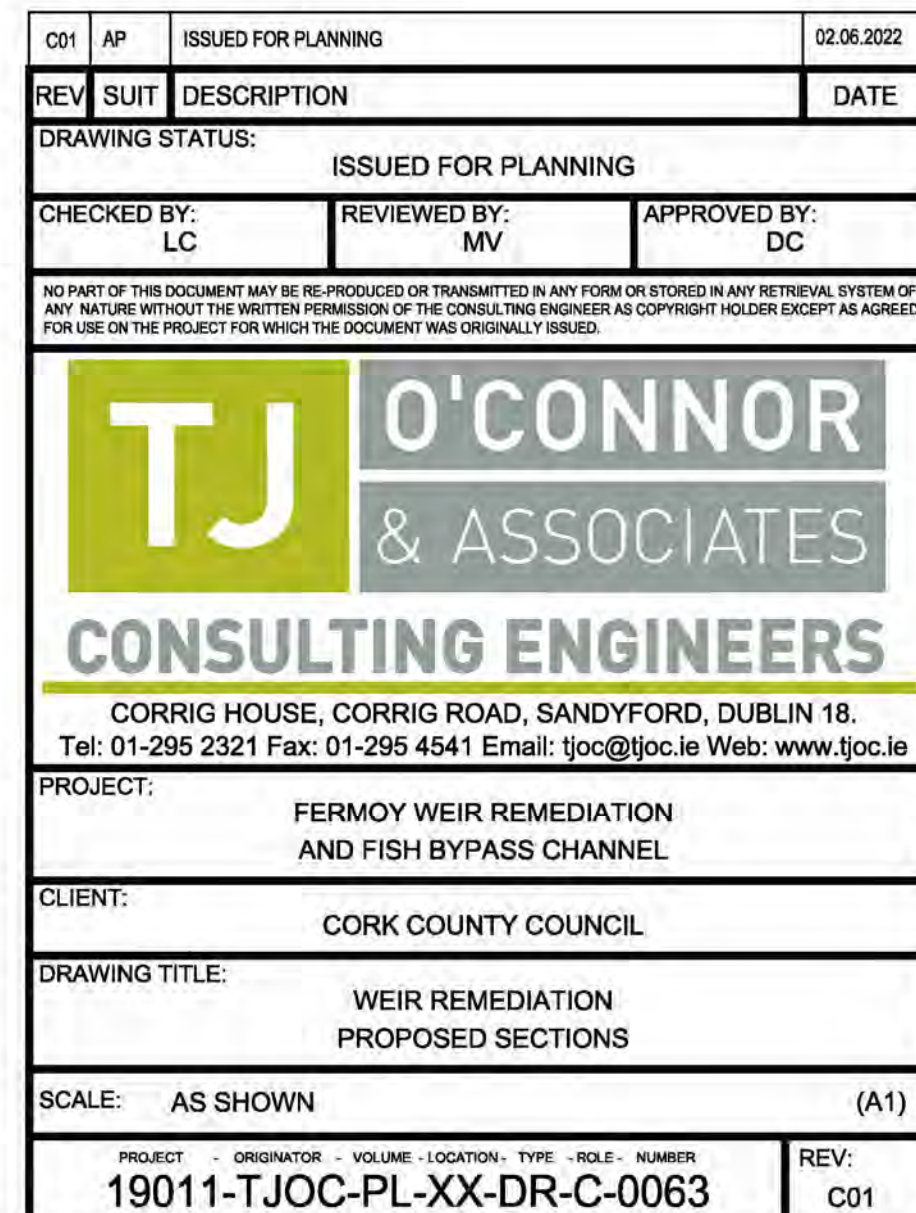 C01 AP ISSUED FOR PLANNING 02.06.2022
REV SUIT DESCRIPTION DATE
DRAWING STATUS:
ISSUED FOR PLANNING
CHECKED BY: REVIEWED BY: APPROVED BY:
LC MV DC
NO PART OF THIS DOCUMENT MAY BE RE-PRODUCED OR TRANSMITTED IN ANY FORM OR STORED IN ANY RETRIEVAL SYSTEM OF
ANY NATURE WITHOUT THE WRITTEN PERMISSION OF THE CONSULTING ENGINEER AS COPYRIGHT HOLDER EXCEPT AS AGREED
FOR USE ON THE PROJECT FOR WHICH THE DOCUMENT WAS ORIGINALLY ISSUED.
TJ O'CONNOR
& ASSOCIATES
CONSULTING ENGINEERS
CORRIG HOUSE, CORRIG ROAD, SANDYFORD, DUBLIN 18.
Tel: 01-295 2321 Fax: 01-295 4541 Email: tjoc@tjoc.ie Web: www.tjoc.ie
PROJECT:
FERMOY WEIR REMEDIATION
AND FISH BYPASS CHANNEL
CLIENT:
CORK COUNTY COUNCIL
DRAWING TITLE:
WEIR REMEDIATION
PROPOSED SECTIONS
SCALE: AS SHOWN (A1)
PROJECT - ORIGINATOR - VOLUME - LOCATION - TYPE - ROLE - NUMBER REV:
19011-TJOC-PL-XX-DR-C-0063 C01